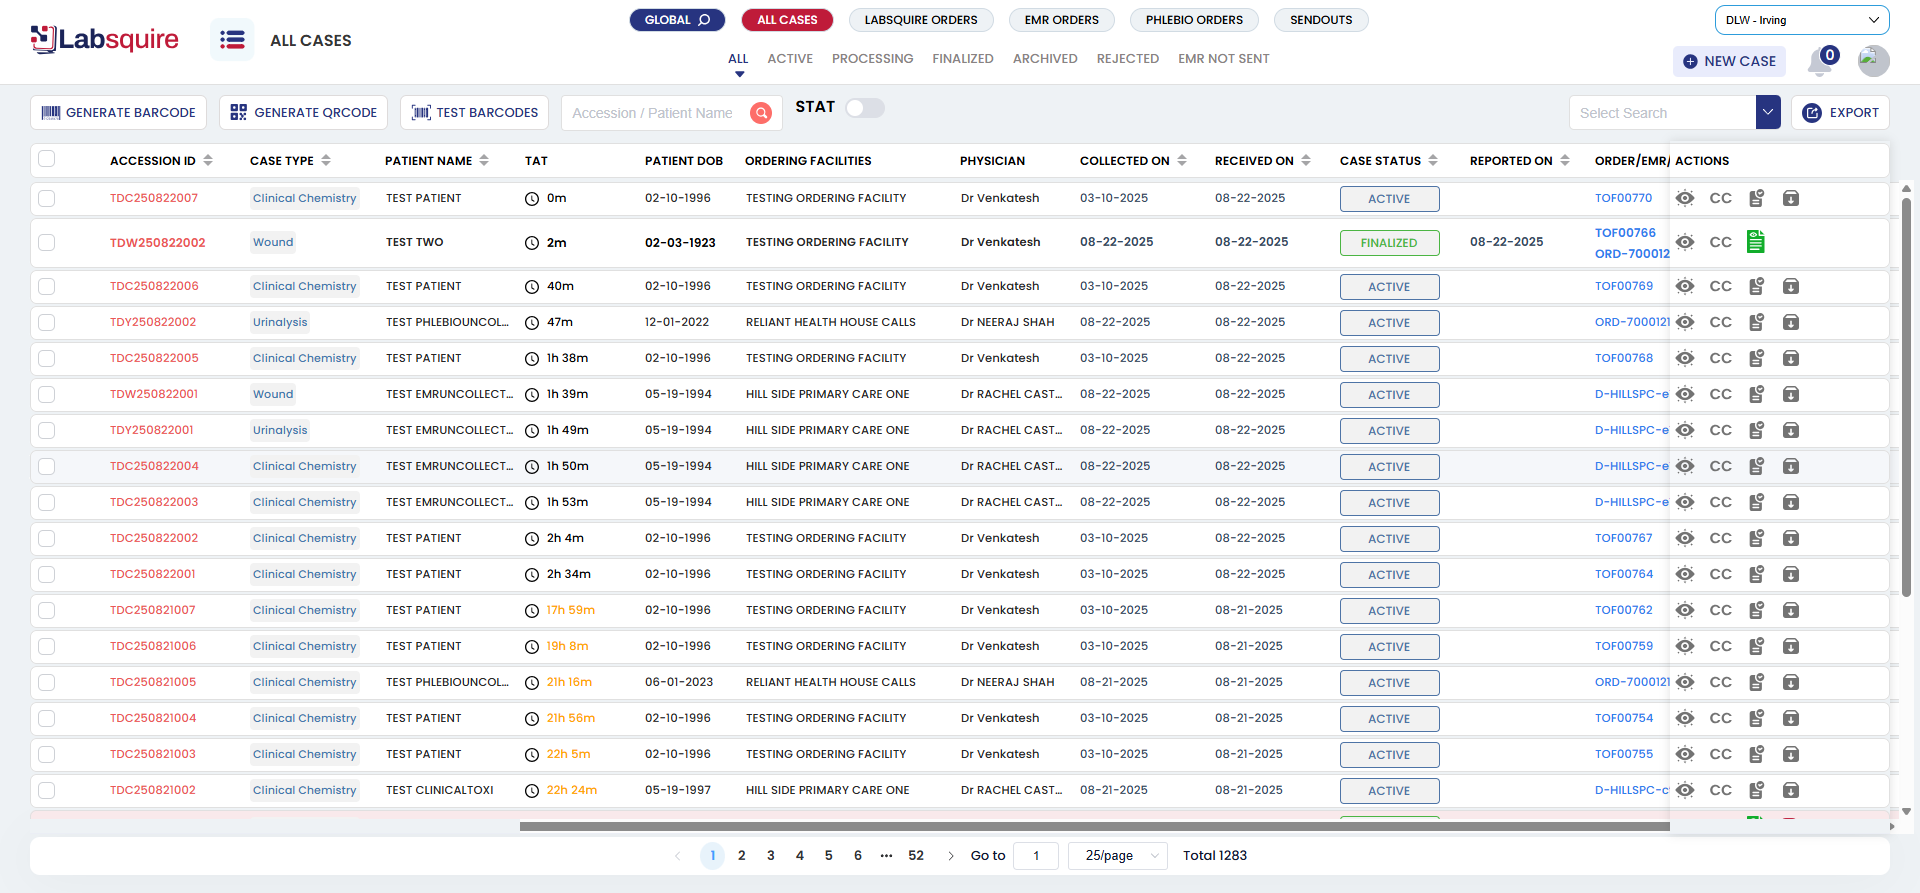 Labsquire
ALL CASES
GLOBAL
ALL CASES
LABSQUIRE ORDERS
EMR ORDERS
PHLEBIO ORDERS
SENDOUTS
DLW - Irving
ALL
ACTIVE
PROCESSING
FINALIZED
ARCHIVED
REJECTED
EMR NOT SENT
NEW CASE
0
GENERATE BARCODE
GENERATE QRCODE
TEST BARCODES
Accession / Patient Name
STAT
Select Search
EXPORT
ACCESSION ID CASE TYPE PATIENT NAME TAT PATIENT DOB ORDERING FACILITIES PHYSICIAN COLLECTED ON RECEIVED ON CASE STATUS REPORTED ON ORDER/EMR/ ACTIONS
TDC250822007 Clinical Chemistry TEST PATIENT 0m 02-10-1996 TESTING ORDERING FACILITY Dr Venkatesh 03-10-2025 08-22-2025 ACTIVE TOF00770 CC
TDW250822002 Wound TEST TWO 2m 02-03-1923 TESTING ORDERING FACILITY Dr Venkatesh 08-22-2025 08-22-2025 FINALIZED 08-22-2025 TOF00766 CC
ORD-700012
TDC250822006 Clinical Chemistry TEST PATIENT 40m 02-10-1996 TESTING ORDERING FACILITY Dr Venkatesh 03-10-2025 08-22-2025 ACTIVE TOF00769 CC
TDY250822002 Urinalysis TEST PHLEBIOUNCOL... 47m 12-01-2022 RELIANT HEALTH HOUSE CALLS Dr NEERAJ SHAH 08-22-2025 08-22-2025 ACTIVE ORD-7000121 CC
TDC250822005 Clinical Chemistry TEST PATIENT 1h 38m 02-10-1996 TESTING ORDERING FACILITY Dr Venkatesh 03-10-2025 08-22-2025 ACTIVE TOF00768 CC
TDW250822001 Wound TEST EMRUNCOLLECT... 1h 39m 05-19-1994 HILL SIDE PRIMARY CARE ONE Dr RACHEL CAST... 08-22-2025 08-22-2025 ACTIVE D-HILLSPC-e CC
TDY250822001 Urinalysis TEST EMRUNCOLLECT... 1h 49m 05-19-1994 HILL SIDE PRIMARY CARE ONE Dr RACHEL CAST... 08-22-2025 08-22-2025 ACTIVE D-HILLSPC-e CC
TDC250822004 Clinical Chemistry TEST EMRUNCOLLECT... 1h 50m 05-19-1994 HILL SIDE PRIMARY CARE ONE Dr RACHEL CAST... 08-22-2025 08-22-2025 ACTIVE D-HILLSPC-e CC
TDC250822003 Clinical Chemistry TEST EMRUNCOLLECT... 1h 53m 05-19-1994 HILL SIDE PRIMARY CARE ONE Dr RACHEL CAST... 08-22-2025 08-22-2025 ACTIVE D-HILLSPC-e CC
TDC250822002 Clinical Chemistry TEST PATIENT 2h 4m 02-10-1996 TESTING ORDERING FACILITY Dr Venkatesh 03-10-2025 08-22-2025 ACTIVE TOF00767 CC
TDC250822001 Clinical Chemistry TEST PATIENT 2h 34m 02-10-1996 TESTING ORDERING FACILITY Dr Venkatesh 03-10-2025 08-22-2025 ACTIVE TOF00764 CC
TDC250821007 Clinical Chemistry TEST PATIENT 17h 59m 02-10-1996 TESTING ORDERING FACILITY Dr Venkatesh 03-10-2025 08-21-2025 ACTIVE TOF00762 CC
TDC250821006 Clinical Chemistry TEST PATIENT 19h 8m 02-10-1996 TESTING ORDERING FACILITY Dr Venkatesh 03-10-2025 08-21-2025 ACTIVE TOF00759 CC
TDC250821005 Clinical Chemistry TEST PHLEBIOUNCOL... 21h 16m 06-01-2023 RELIANT HEALTH HOUSE CALLS Dr NEERAJ SHAH 08-21-2025 08-21-2025 ACTIVE ORD-7000121 CC
TDC250821004 Clinical Chemistry TEST PATIENT 21h 56m 02-10-1996 TESTING ORDERING FACILITY Dr Venkatesh 03-10-2025 08-21-2025 ACTIVE TOF00754 CC
TDC250821003 Clinical Chemistry TEST PATIENT 22h 5m 02-10-1996 TESTING ORDERING FACILITY Dr Venkatesh 03-10-2025 08-21-2025 ACTIVE TOF00755 CC
TDC250821002 Clinical Chemistry TEST CLINICALTOXI 22h 24m 05-19-1997 HILL SIDE PRIMARY CARE ONE Dr RACHEL CAST... 08-21-2025 08-21-2025 ACTIVE D-HILLSPC-c CC
1 2 3 4 5 6 ... 52 Go to 1 25/page Total 1283